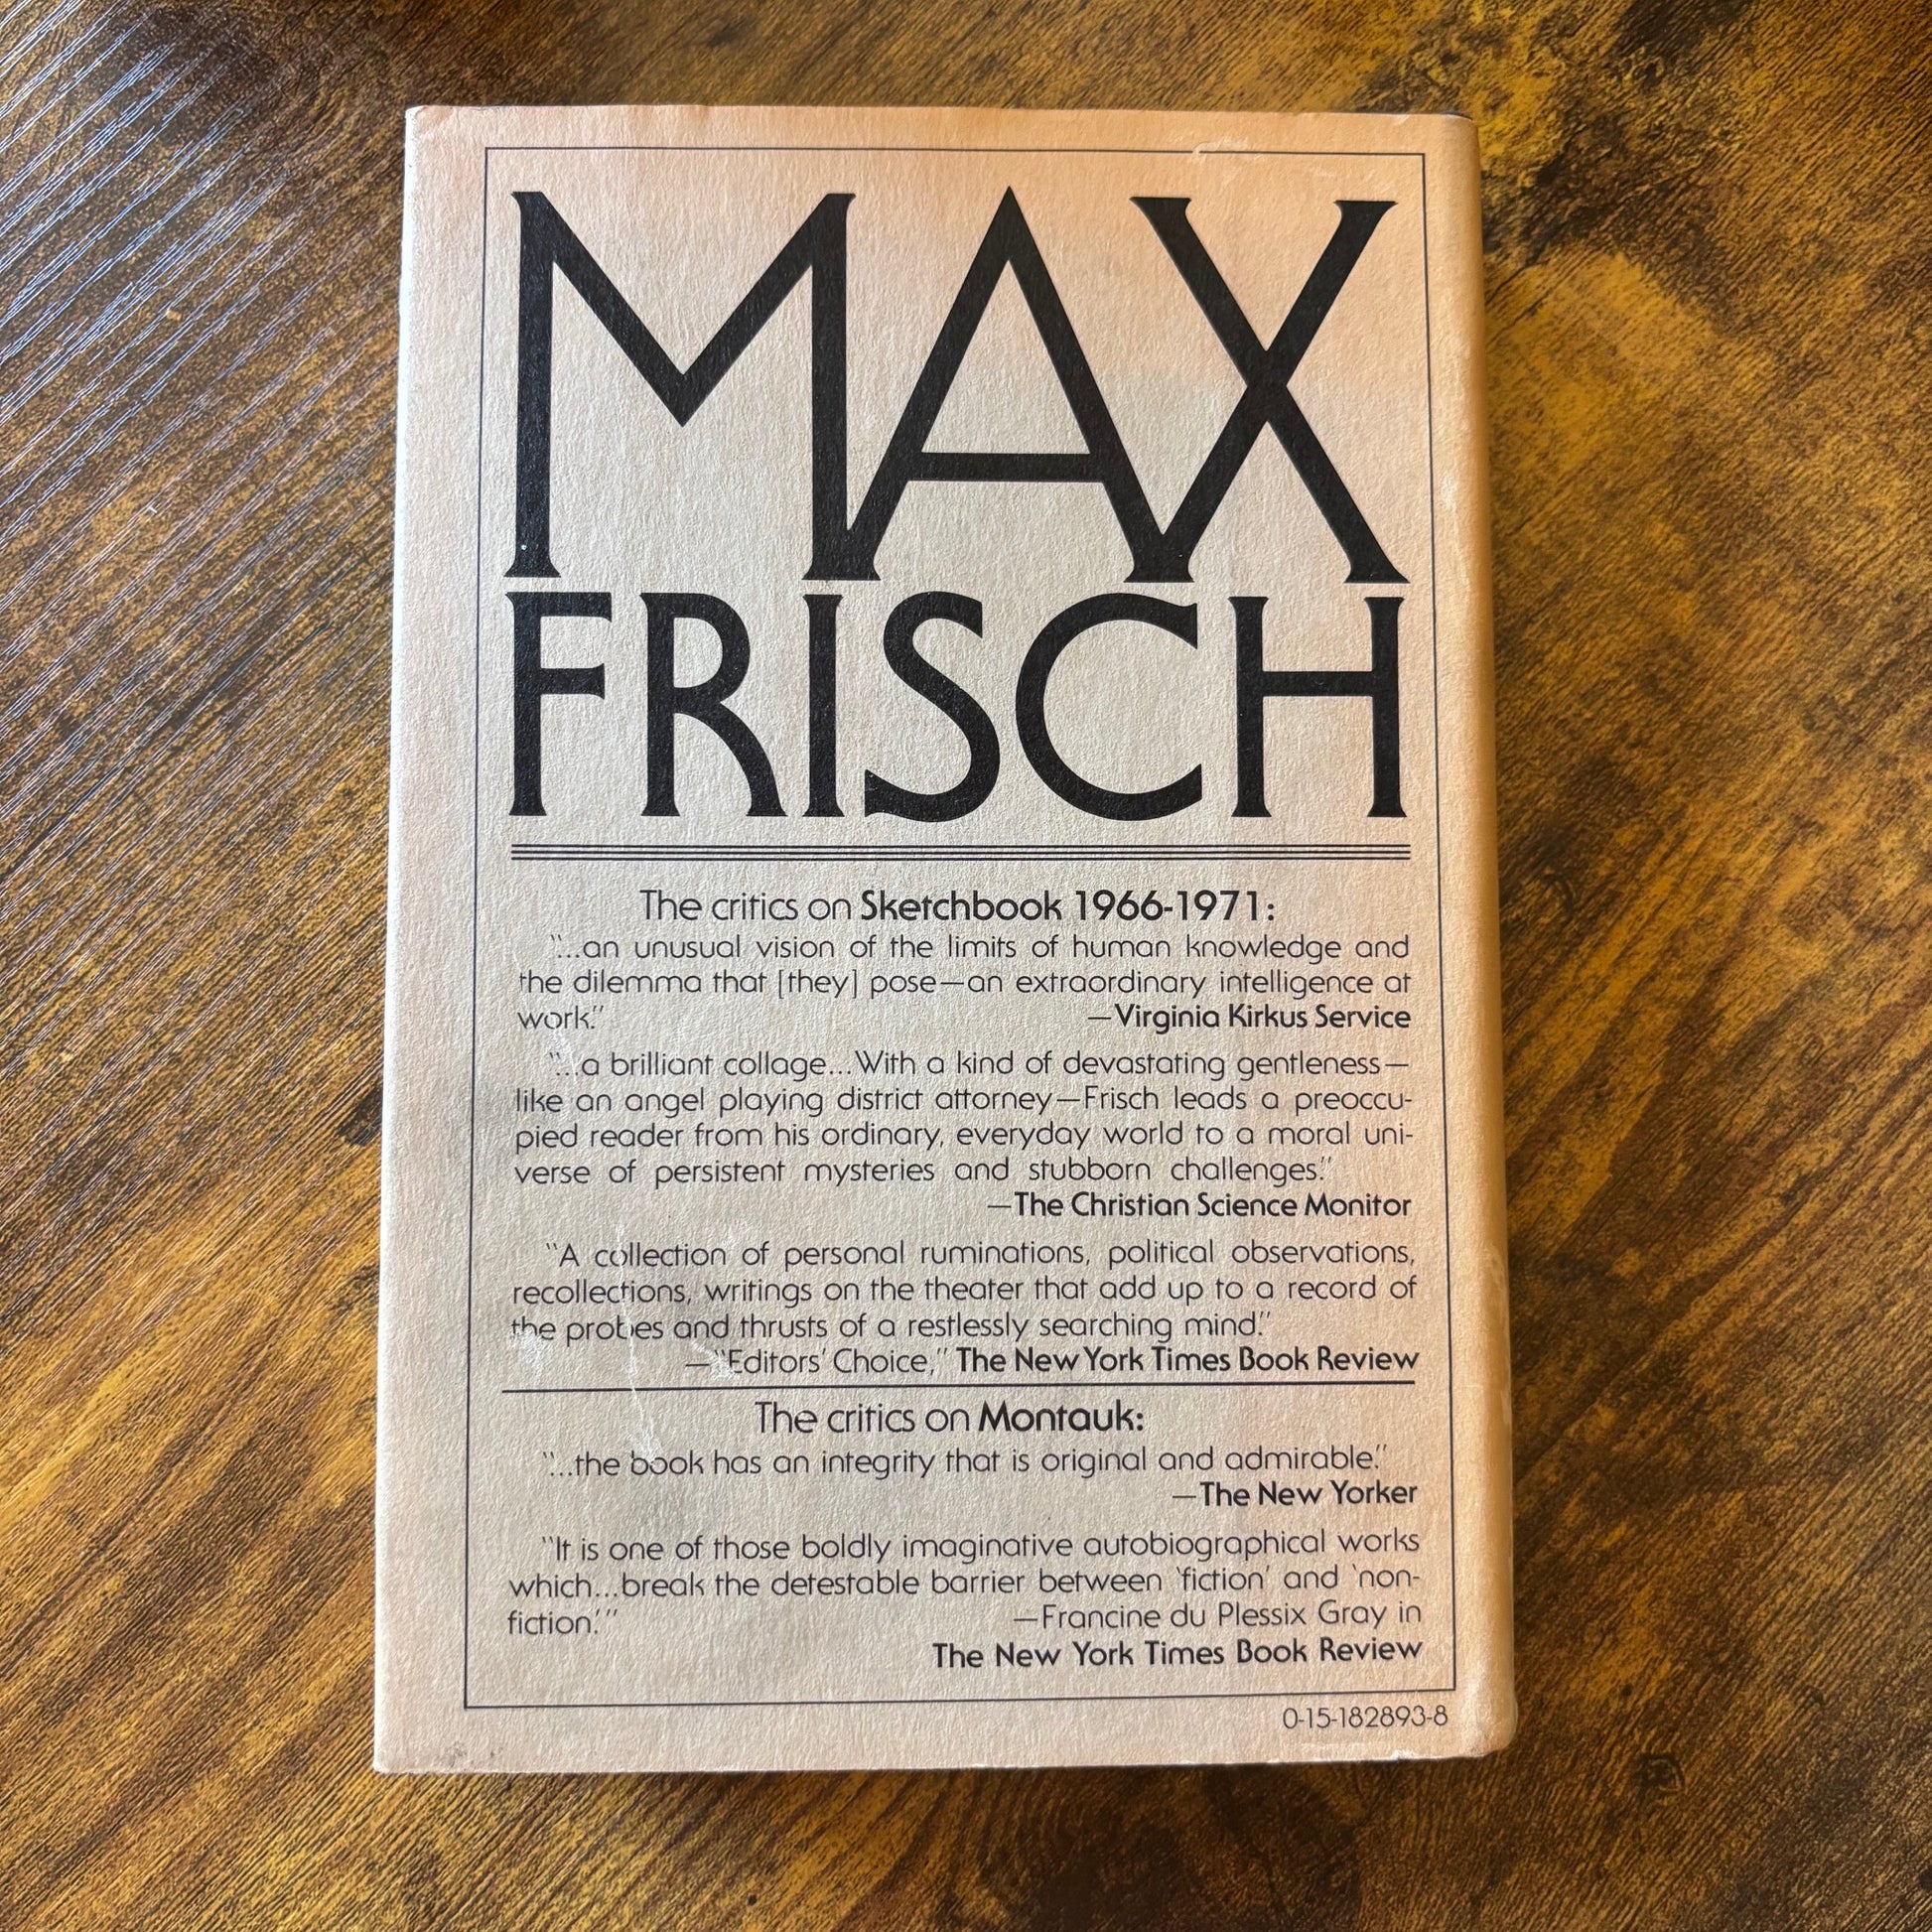 MAX
FRISCH
The critics on Sketchbook 1966-1971:
"...an unusual vision of the limits of human knowledge and
the dilemma that [they] pose—an extraordinary intelligence at
work."
—Virginia Kirkus Service
"...a brilliant collage...With a kind of devastating gentleness—
like an angel playing district attorney—Frisch leads a preoccu-
pied reader from his ordinary, everyday world to a moral uni-
verse of persistent mysteries and stubborn challenges."
—The Christian Science Monitor
"A collection of personal ruminations, political observations,
recollections, writings on the theater that add up to a record of
the probes and thrusts of a restlessly searching mind."
—"Editors' Choice," The New York Times Book Review
The critics on Montauk:
"...the book has an integrity that is original and admirable."
—The New Yorker
"It is one of those boldly imaginative autobiographical works
which...break the detestable barrier between 'fiction' and 'non-
fiction.'"
—Francine du Plessix Gray in
The New York Times Book Review
0-15-182893-8